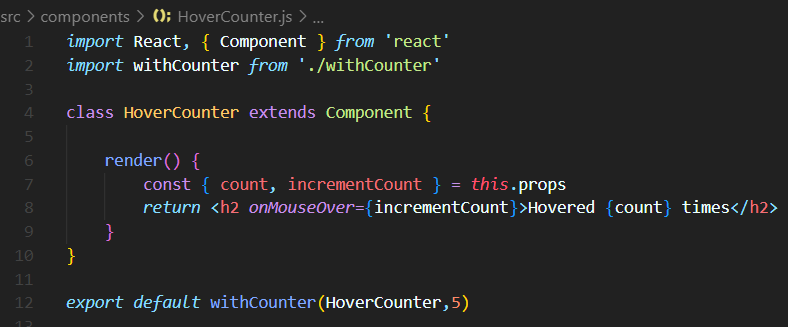 src > components > HoverCounter.js > ...
1 import React, { Component } from 'react'
2 import withCounter from './withCounter'
3
4 class HoverCounter extends Component {
5
6     render() {
7         const { count, incrementCount } = this.props
8         return <h2 onMouseOver={incrementCount}>Hovered {count} times</h2>
9     }
10 }
11
12 export default withCounter(HoverCounter,5)
13